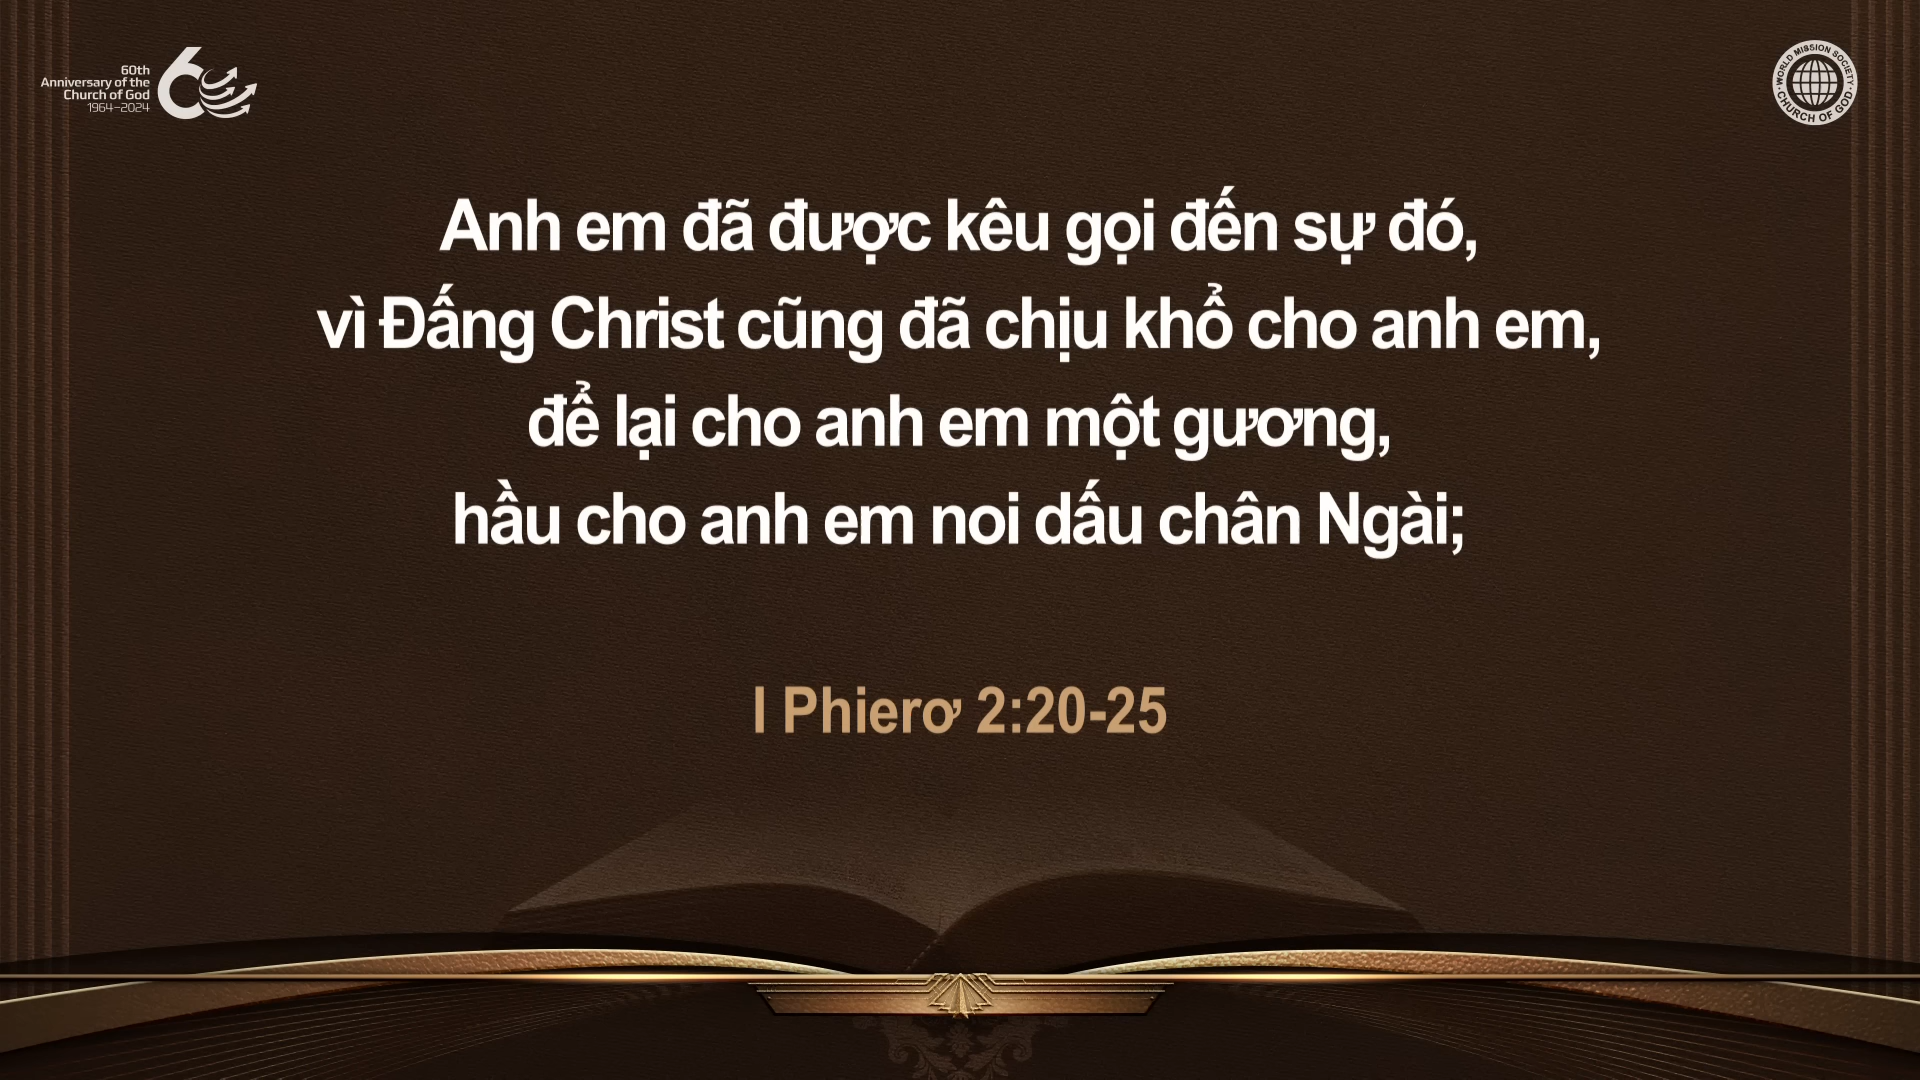 60th
Anniversary of the
Church of God
1964–2024
60
WORLD MISSION SOCIETY
CHURCH OF GOD
Anh em đã được kêu gọi đến sự đó,
vì Đấng Christ cũng đã chịu khổ cho anh em,
để lại cho anh em một gương,
hầu cho anh em noi dấu chân Ngài;
I Phierơ 2:20-25